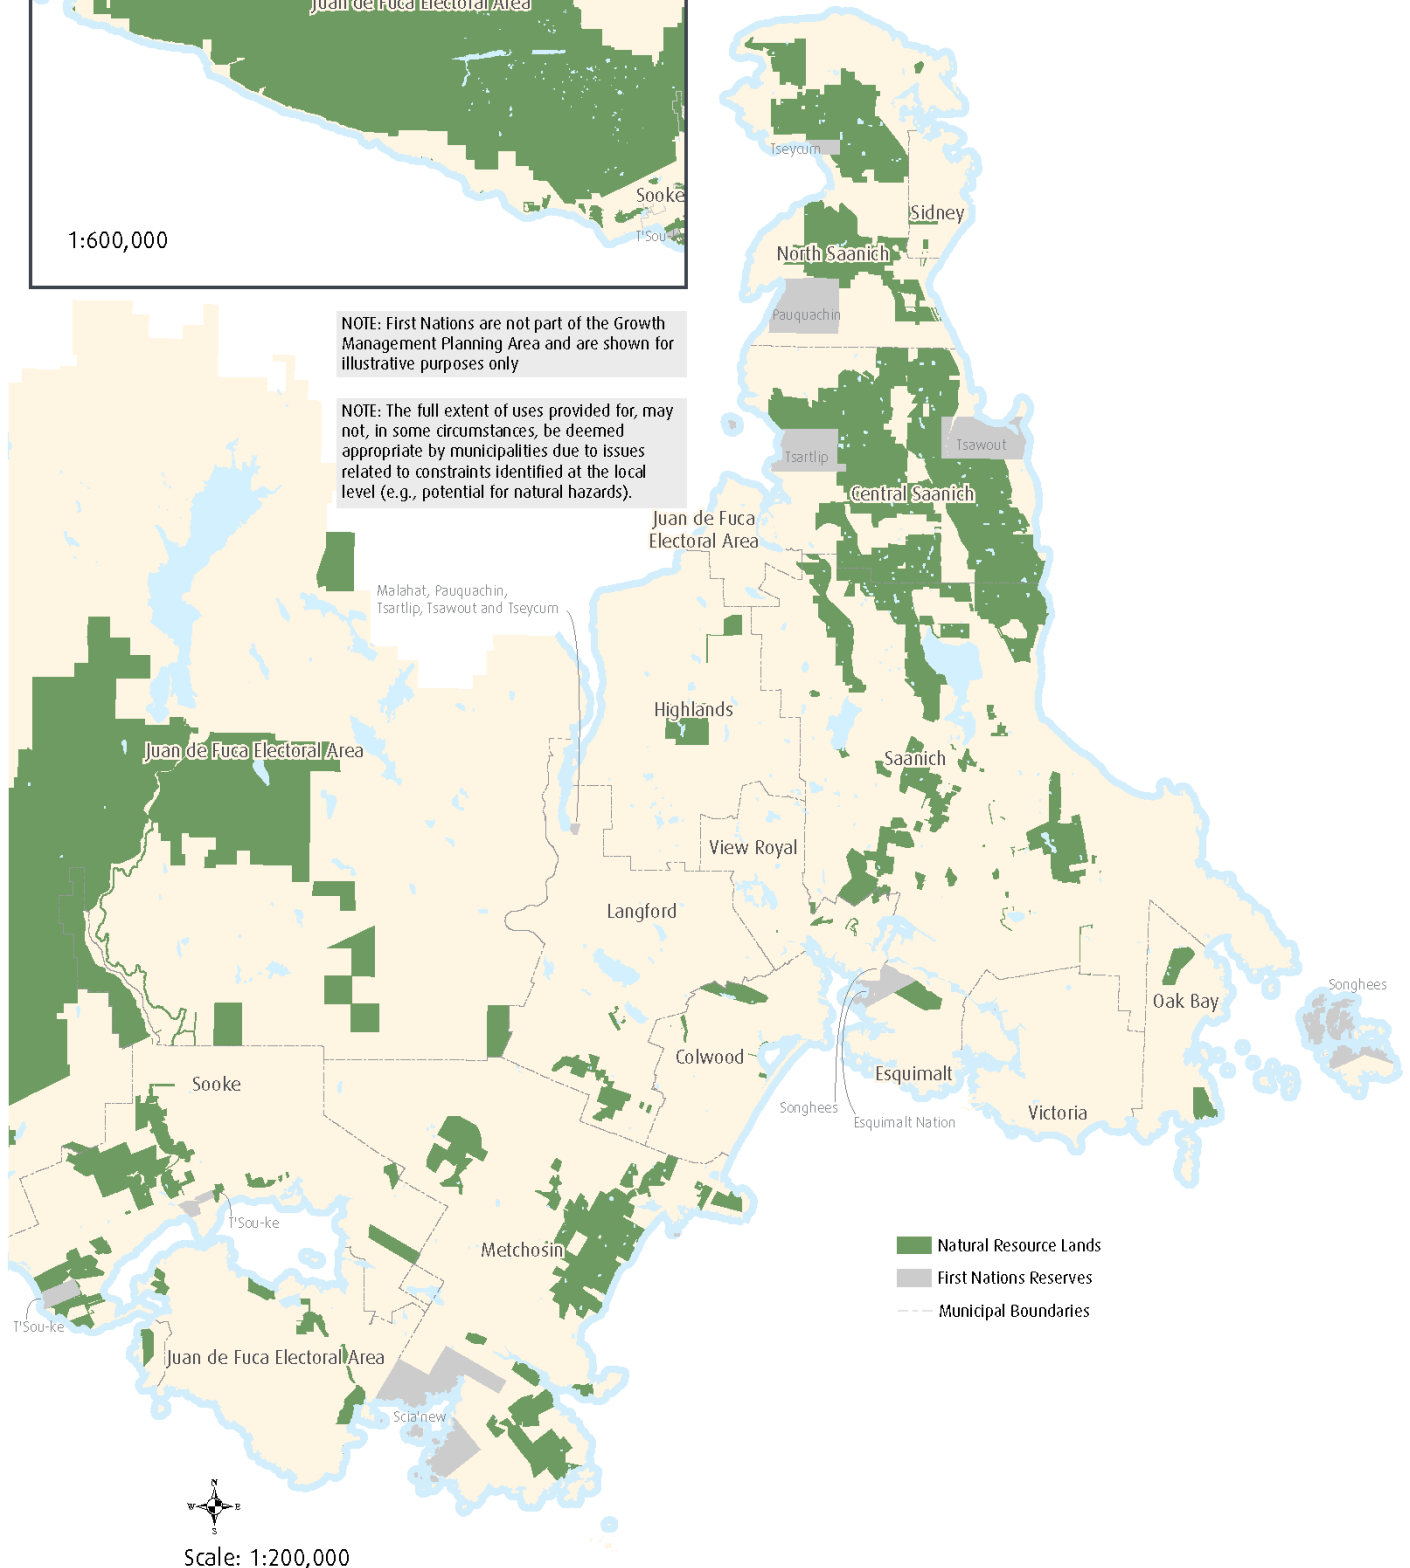 Juan de Fuca Electoral Area
Sooke
T'Sou-
1:600,000
NOTE: First Nations are not part of the Growth
Management Planning Area and are shown for
illustrative purposes only
NOTE: The full extent of uses provided for, may
not, in some circumstances, be deemed
appropriate by municipalities due to issues
related to constraints identified at the local
level (e.g., potential for natural hazards).
Tseycum
Sidney
North Saanich
Pauquachin
Tsartlip
Tsawout
Central Saanich
Juan de Fuca
Electoral Area
Malahat, Pauquachin,
Tsartlip, Tsawout and Tseycum
Highlands
Juan de Fuca Electoral Area
Saanich
View Royal
Langford
Oak Bay
Songhees
Colwood
Esquimalt
Sooke
Songhees
Esquimalt Nation
Victoria
T'Sou-ke
Metchosin
T'Sou-ke
Juan de Fuca Electoral Area
Scia'new
Natural Resource Lands
First Nations Reserves
Municipal Boundaries
N
W E
S
Scale: 1:200,000